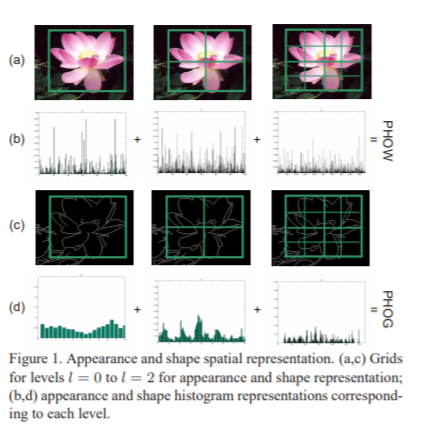 (a)
(b) + + = PHOW
(c)
(d) + + = PHOG
Figure 1. Appearance and shape spatial representation. (a,c) Grids
for levels l = 0 to l = 2 for appearance and shape representation;
(b,d) appearance and shape histogram representations correspond-
ing to each level.